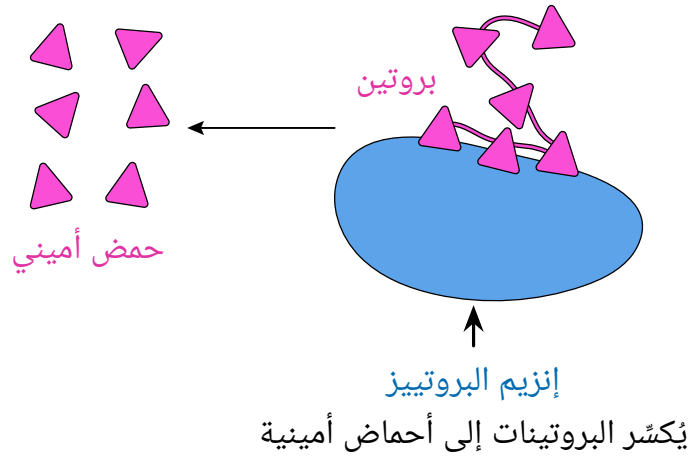 بروتين
حمض أميني
إنزيم البروتييز
يُكسِّر البروتينات إلى أحماض أمينية